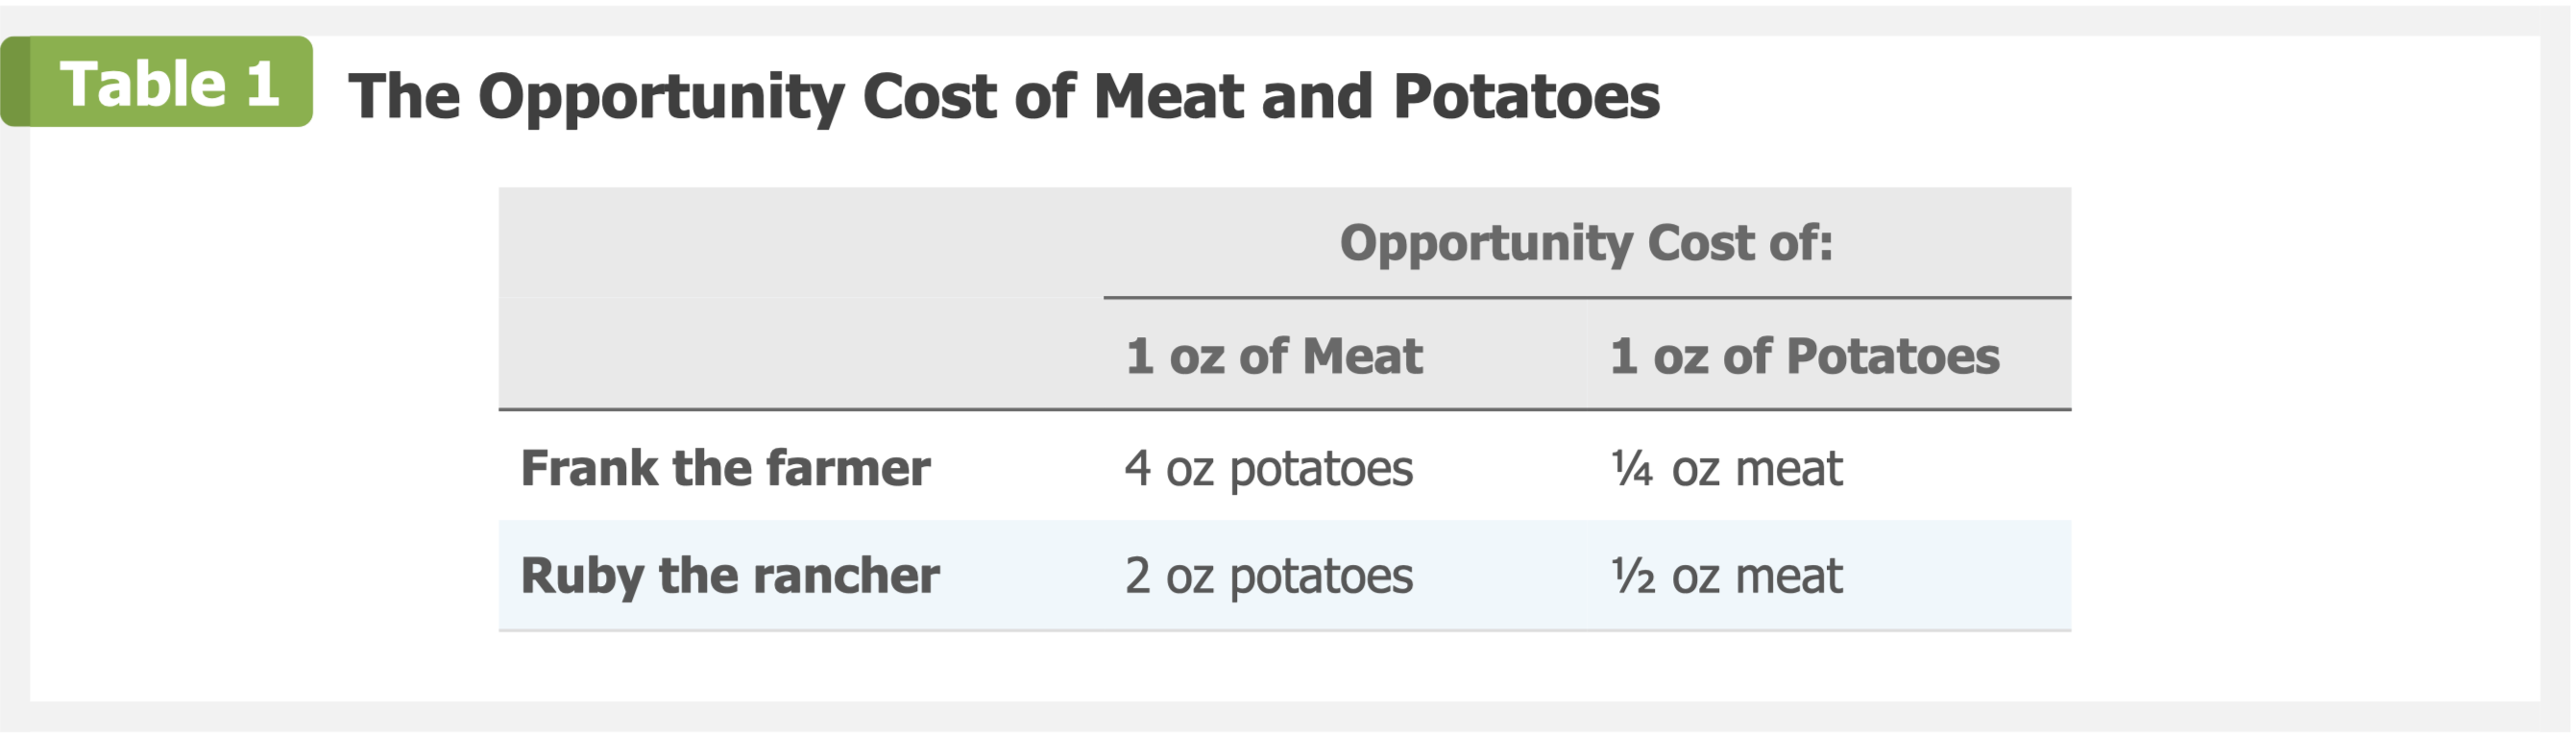 Table 1 The Opportunity Cost of Meat and Potatoes
Opportunity Cost of:
1 oz of Meat 1 oz of Potatoes
Frank the farmer 4 oz potatoes ¼ oz meat
Ruby the rancher 2 oz potatoes ½ oz meat